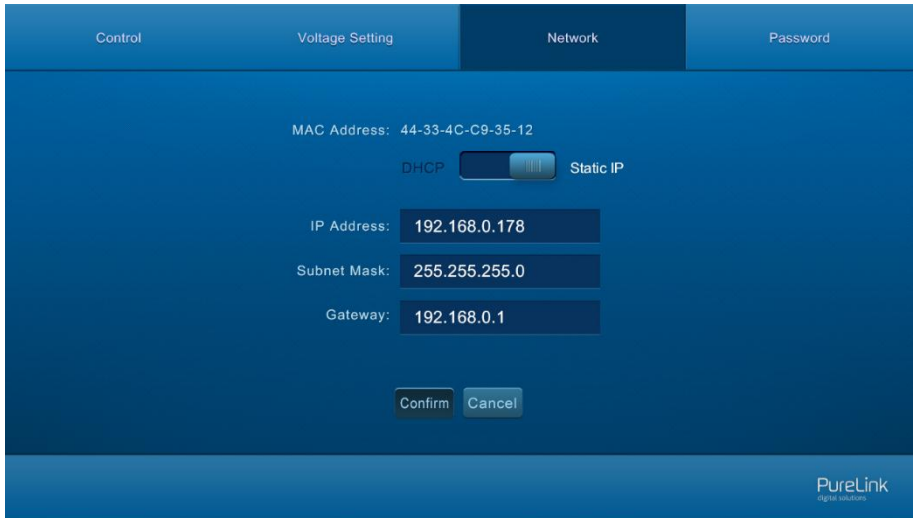 Control Voltage Setting Network Password
MAC Address: 44-33-4C-C9-35-12
DHCP Static IP
IP Address: 192.168.0.178
Subnet Mask: 255.255.255.0
Gateway: 192.168.0.1
Confirm Cancel
PureLink
digital solutions